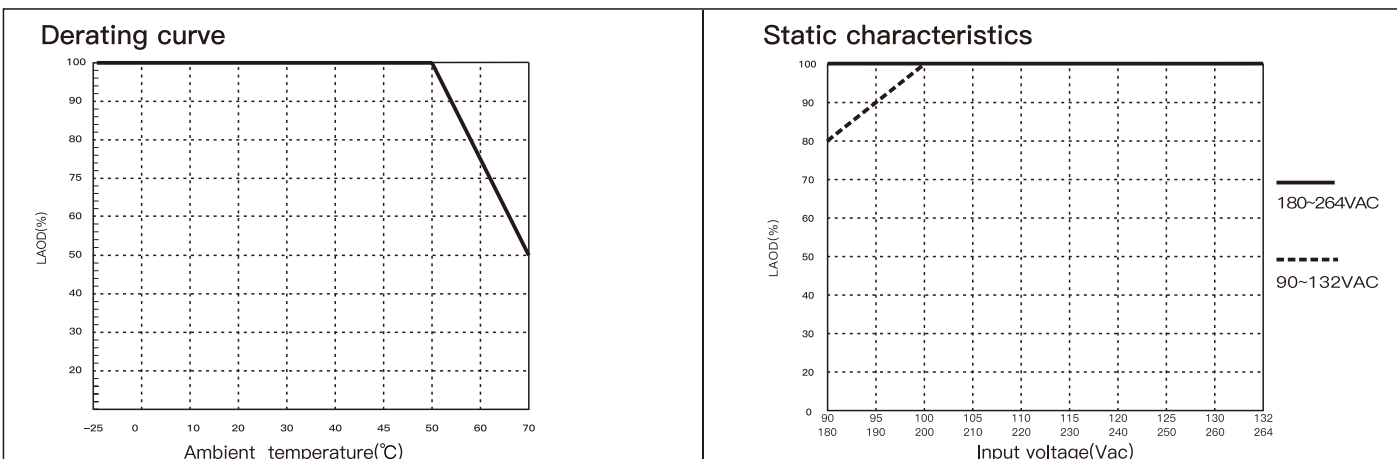 Derating curve
100
90
80
75
60
50
40
30
20
LAOD(%)
-25 0 10 20 30 40 45 50 60 70
Ambient temperature(℃)
Static characteristics
100
90
80
70
60
50
40
30
20
0
LAOD(%)
90 95 100 105 110 115 120 125 130 132
180 190 200 210 220 230 240 250 260 264
Input voltage(Vac)
180~264VAC
90~132VAC